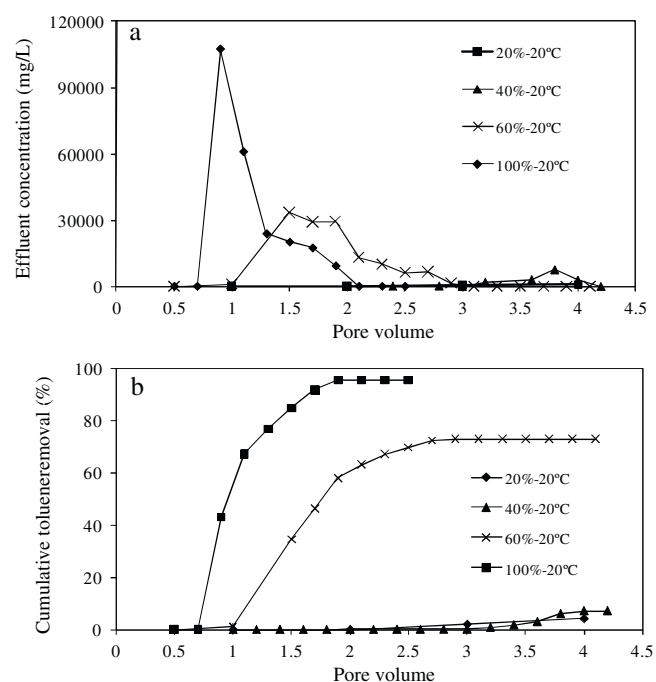 a
Effluent concentration (mg/L)
120000
90000
60000
30000
0
20%-20ºC
40%-20ºC
60%-20ºC
100%-20ºC
0 0.5 1 1.5 2 2.5 3 3.5 4 4.5
Pore volume
b
Cumulative tolueneremoval (%)
100
80
60
40
20
0
20%-20ºC
40%-20ºC
60%-20ºC
100%-20ºC
0 0.5 1 1.5 2 2.5 3 3.5 4 4.5
Pore volume